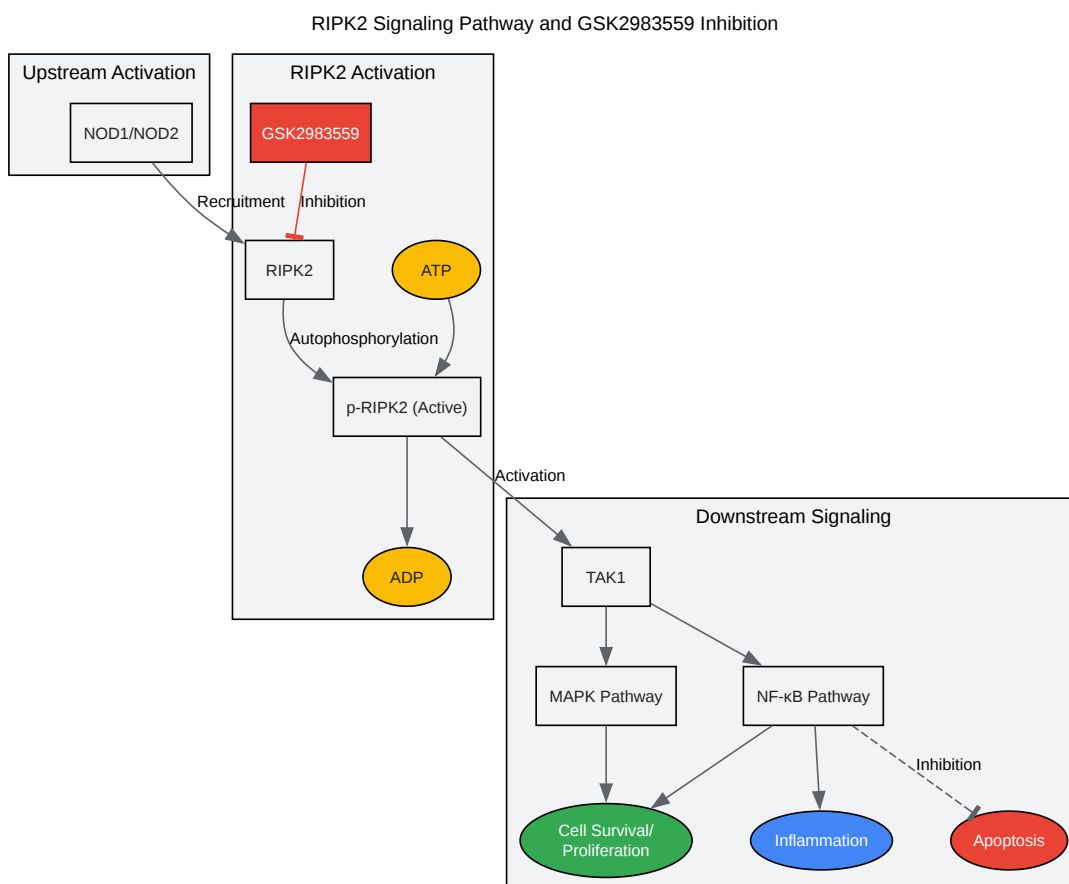 RIPK2 Signaling Pathway and GSK2983559 Inhibition
Upstream Activation
RIPK2 Activation
NOD1/NOD2
GSK2983559
Recruitment
Inhibition
RIPK2
ATP
Autophosphorylation
p-RIPK2 (Active)
Activation
Downstream Signaling
ADP
TAK1
MAPK Pathway
NF-κB Pathway
Inhibition
Cell Survival/
Proliferation
Inflammation
Apoptosis